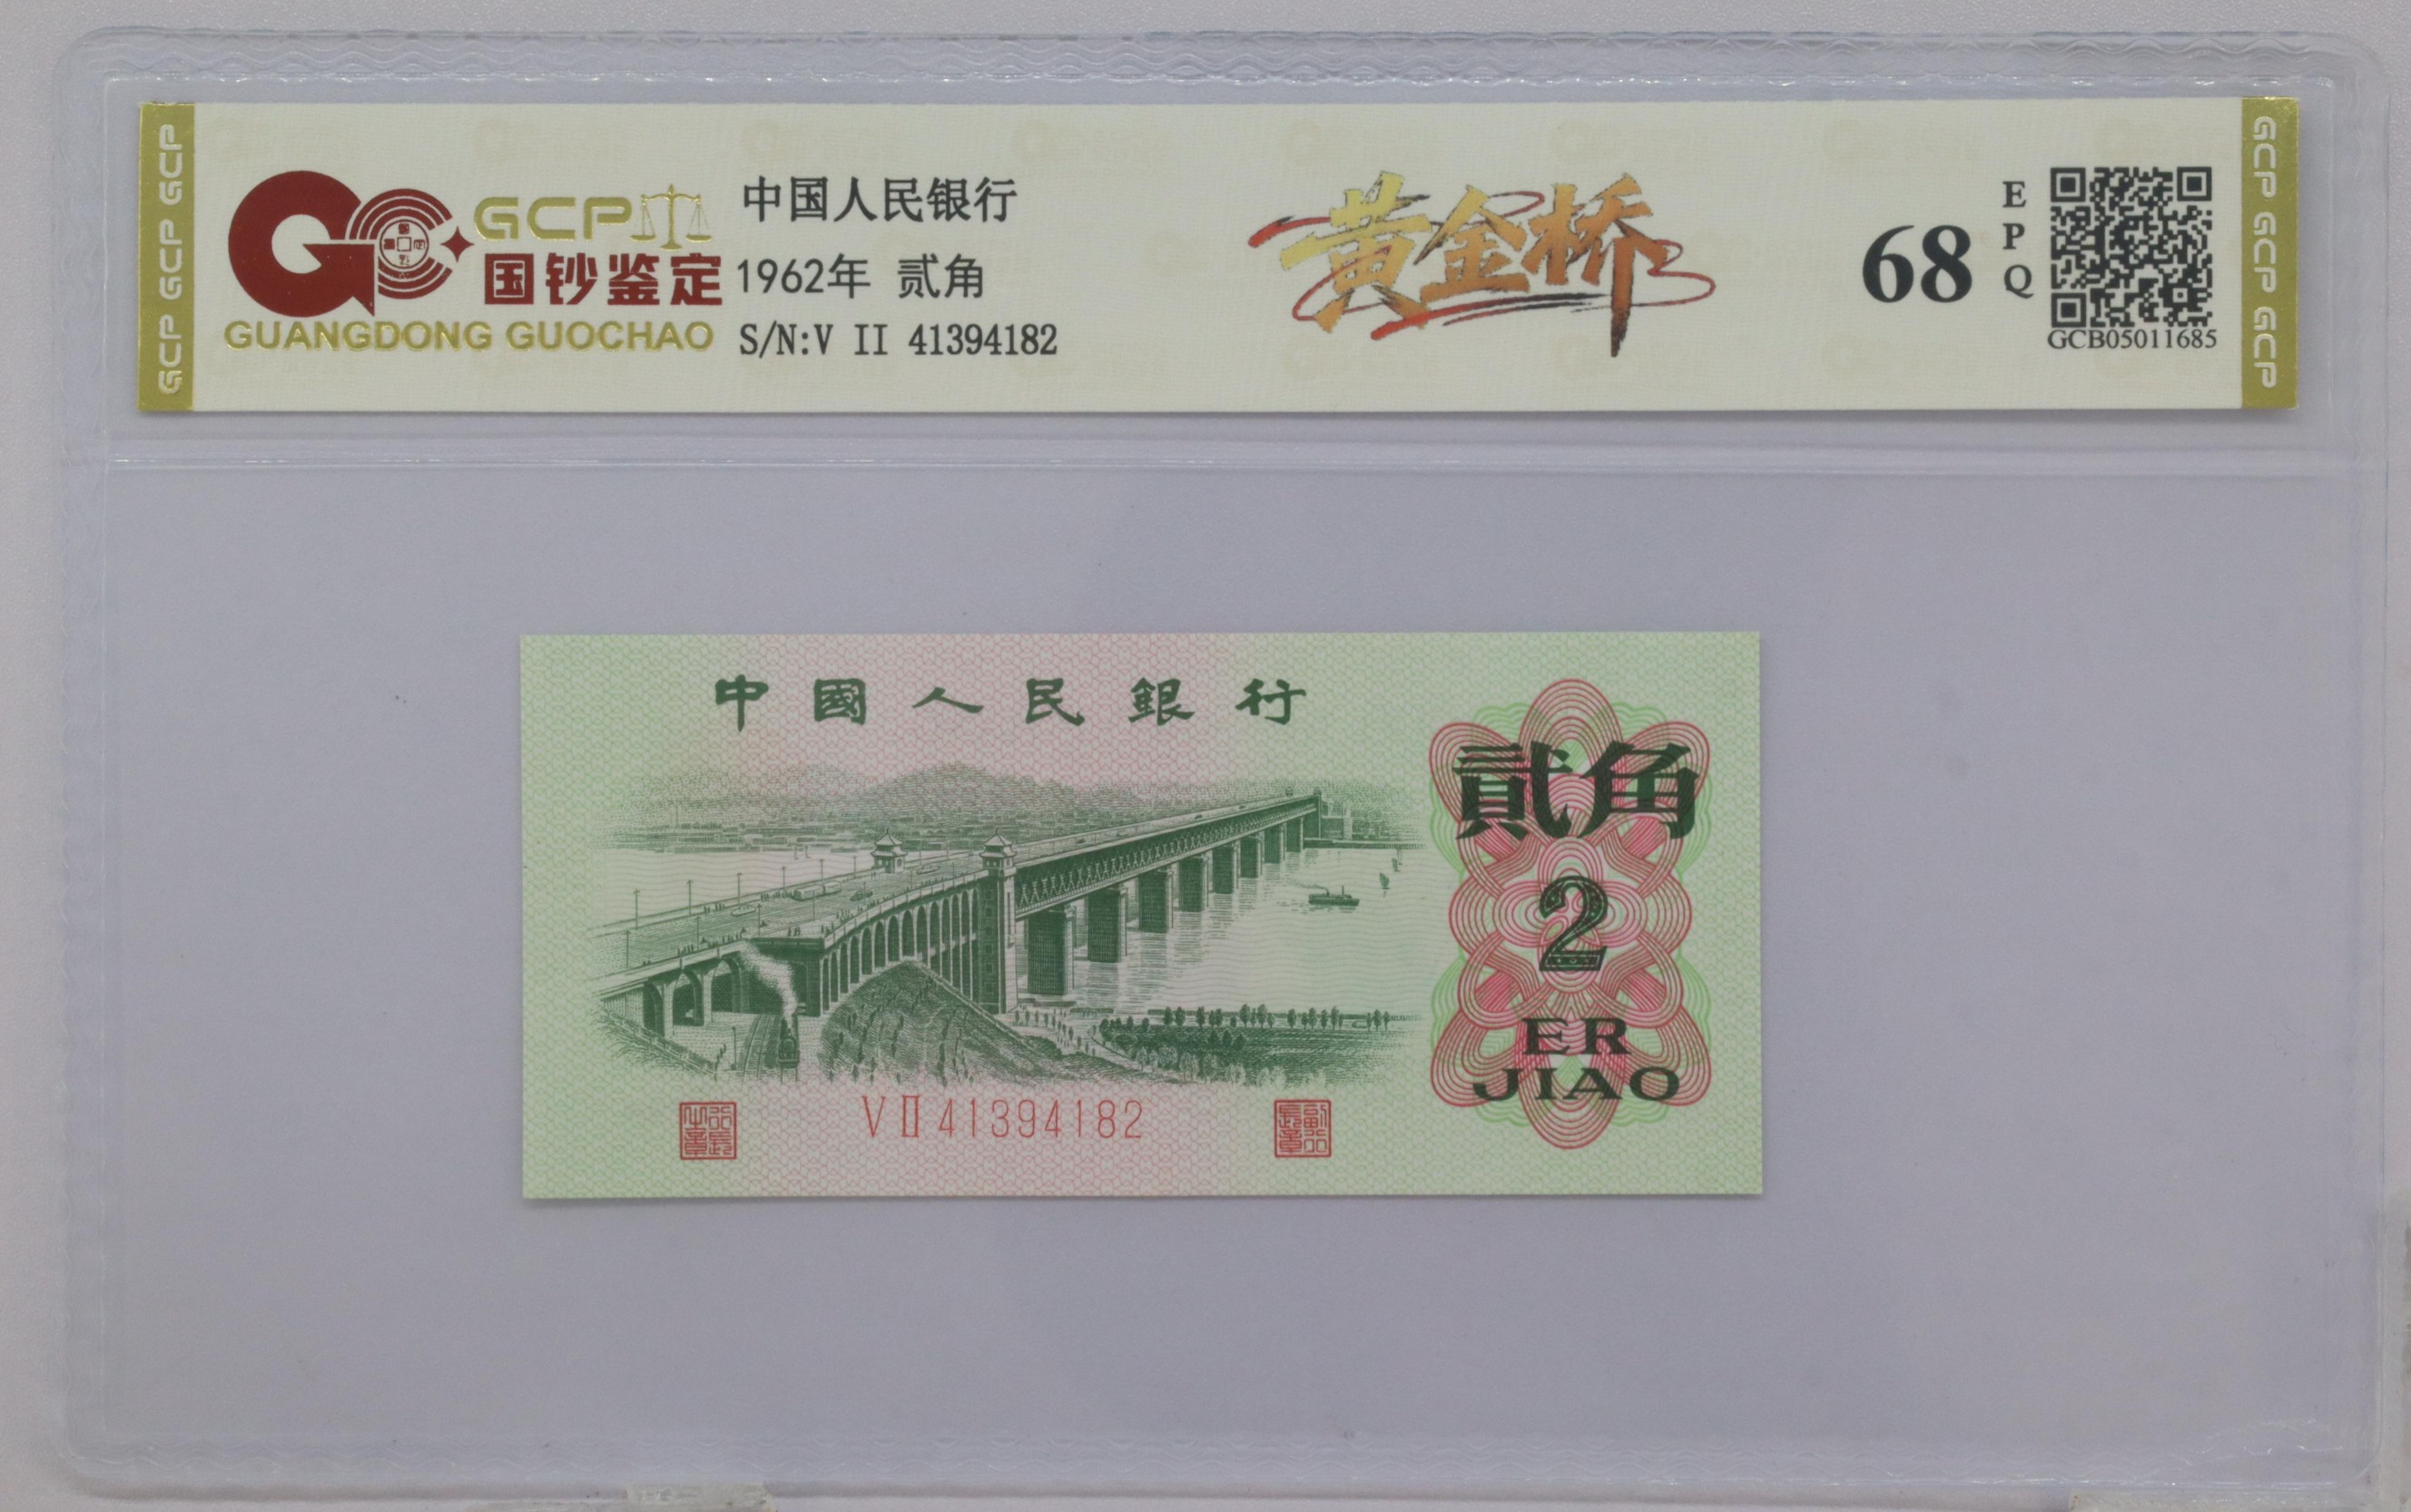 GCP GCP GCP
GCP
国钞鉴定
GUANGDONG GUOCHAO
中国人民银行
1962年 贰角
S/N:V II 41394182
黄金桥
68
EPQ
GCB05011685
GCP GCP GCP
中國人民銀行
貳角
2
ER
JIAO
VⅡ41394182